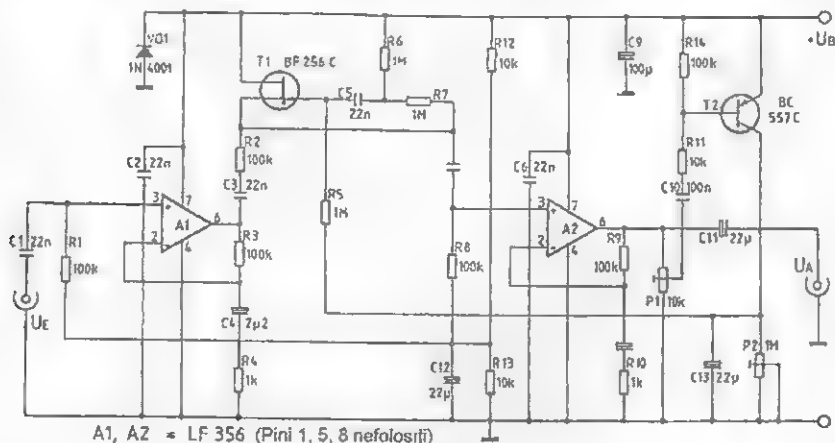 VD1
1N 4001
T1
BF 256 C
R6
1M
C5
22n
R7
1M
R12
10k
C9
100µ
R14
100k
+UB
T2
BC
557C
R2
100k
C2 22n
C3 22n
R5
1M
C6 22n
R11
10k
C10
100n
C1 22n
R1
100k
3
+
7
2
-
4
6
A1
R3
100k
R8
100k
3
+
7
2
-
4
6
A2
R9
100k
C11
22µ
UE
UA
P1 10k
C4 2µ2
R4
1k
C12
22µ
R13
10k
R10
1k
C13 22µ
P2 1M
A1, A2 = LF 356 (Pini 1, 5, 8 nefolosiți)